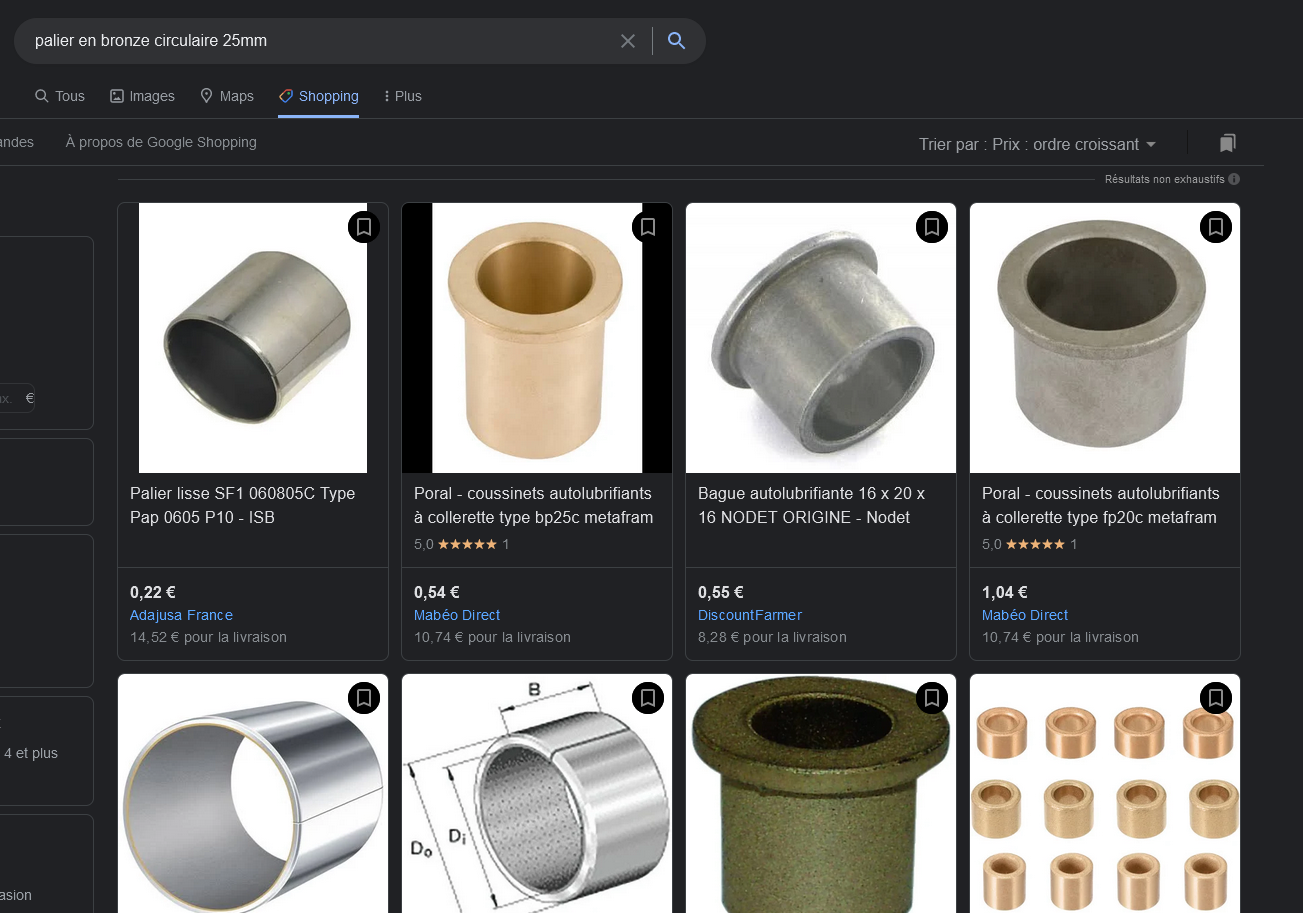 palier en bronze circulaire 25mm
Tous
Images
Maps
Shopping
Plus
À propos de Google Shopping
Trier par : Prix : ordre croissant
Résultats non exhaustifs
€
4 et plus
Palier lisse SF1 060805C Type
Pap 0605 P10 - ISB
0,22 €
Adajusa France
14,52 € pour la livraison
Poral - coussinets autolubrifiants
à collerette type bp25c metafram
5,0 ★★★★★ 1
0,54 €
Mabéo Direct
10,74 € pour la livraison
Bague autolubrifiante 16 x 20 x
16 NODET ORIGINE - Nodet
0,55 €
DiscountFarmer
8,28 € pour la livraison
Poral - coussinets autolubrifiants
à collerette type fp20c metafram
5,0 ★★★★★ 1
1,04 €
Mabéo Direct
10,74 € pour la livraison
B
Di
Do